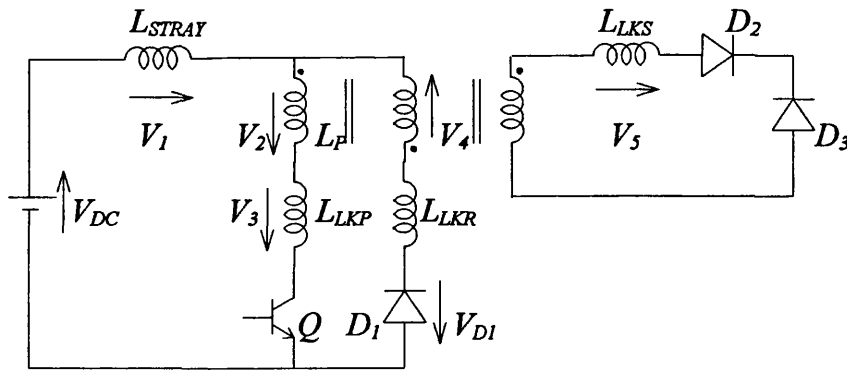 L_STRAY
L_LKS
D_2
V_1
V_2
L_P
V_4
V_5
D_3
V_DC
V_3
L_LKP
L_LKR
Q
D_1
V_D1